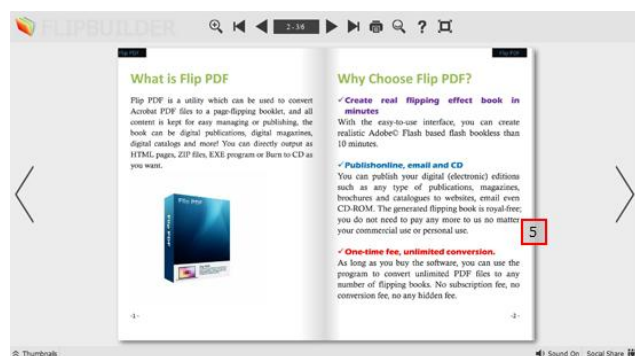 FLIPBUILDER
2-36
?
Flip PDF
Flip PDF
What is Flip PDF
Flip PDF is a utility which can be used to convert
Acrobat PDF files to a page-flipping booklet, and all
content is kept for easy managing or publishing, the
book can be digital publications, digital magazines,
digital catalogs and more! You can directly output as
HTML pages, ZIP files, EXE program or Burn to CD as
you want.
Flip PDF
Flip PDF
-1-
Why Choose Flip PDF?
✓Create real flipping effect book in
minutes
With the easy-to-use interface, you can create
realistic Adobe© Flash based flash bookless than
10 minutes.
✓Publishonline, email and CD
You can publish your digital (electronic) editions
such as any type of publications, magazines,
brochures and catalogues to websites, email even
CD-ROM. The generated flipping book is royal-free;
you do not need to pay any more to us no matter
your commercial use or personal use.
5
✓One-time fee, unlimited conversion.
As long as you buy the software, you can use the
program to convert unlimited PDF files to any
number of flipping books. No subscription fee, no
conversion fee, no any hidden fee.
-2-
Thumbnails
Sound On Social Share